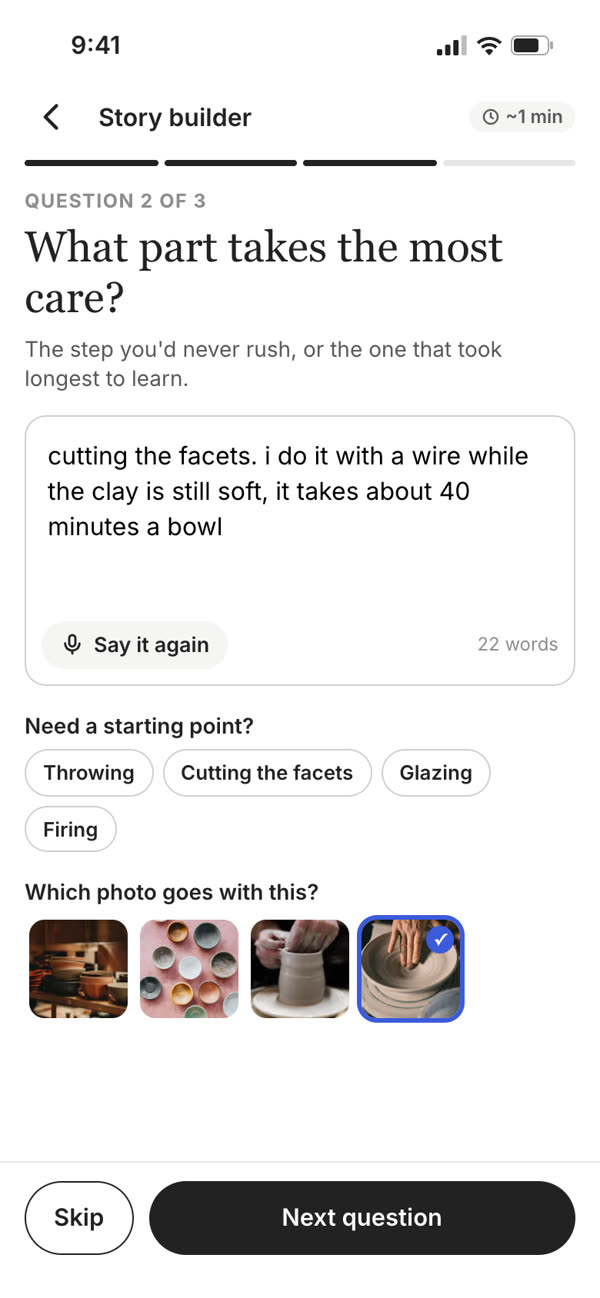 9:41
Story builder
~1 min
QUESTION 2 OF 3
What part takes the most
care?
The step you'd never rush, or the one that took
longest to learn.
cutting the facets. i do it with a wire while
the clay is still soft, it takes about 40
minutes a bowl
Say it again
22 words
Need a starting point?
Throwing
Cutting the facets
Glazing
Firing
Which photo goes with this?
Skip
Next question